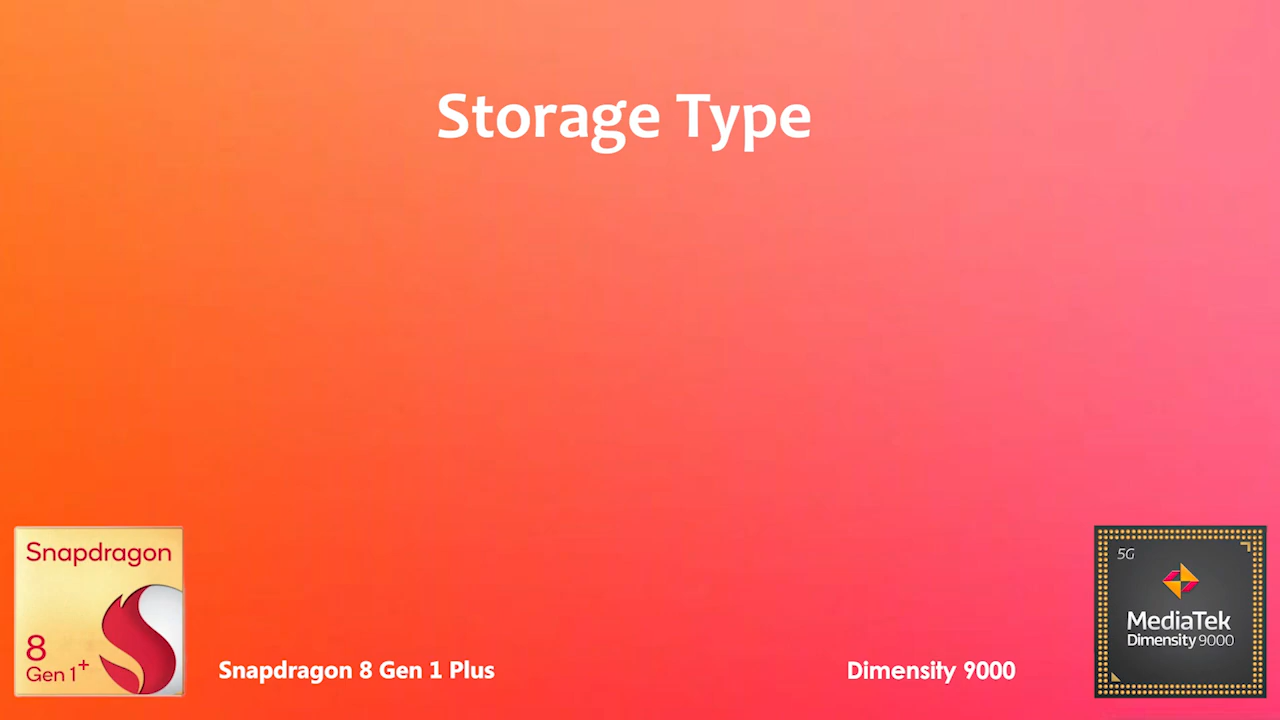 Storage Type
Snapdragon
8
Gen 1+
Snapdragon 8 Gen 1 Plus
Dimensity 9000
5G
MediaTek
Dimensity 9000